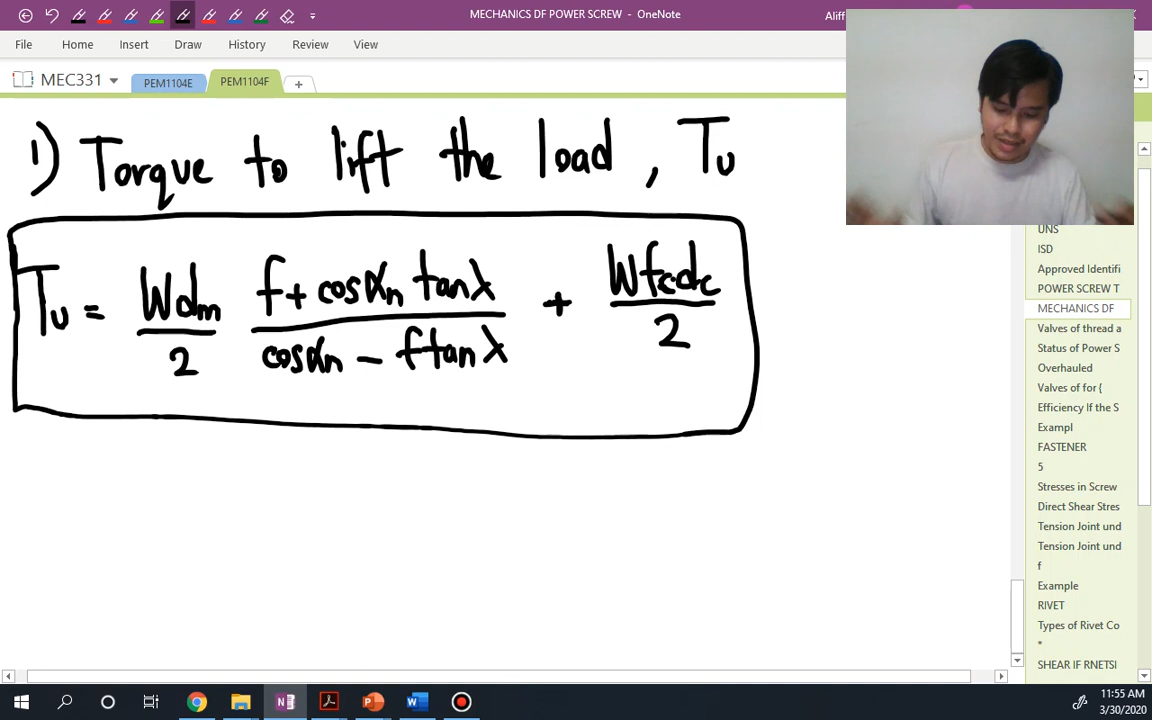 MECHANICS DF POWER SCREW - OneNote
Aliff
File Home Insert Draw History Review View
MEC331
PEM1104E
PEM1104F
1) Torque to lift the load, Tu
Tu = Wdm/2 (f + cosαn tanλ)/(cosαn - f tanλ) + Wfcdc/2
UNS
ISD
Approved Identifi
POWER SCREW T
MECHANICS DF
Valves of thread a
Status of Power S
Overhauled
Valves of for {
Efficiency If the S
Exampl
FASTENER
5
Stresses in Screw
Direct Shear Stres
Tension Joint und
Tension Joint und
f
Example
RIVET
Types of Rivet Co
*
SHEAR IF RNETSI
11:55 AM
3/30/2020